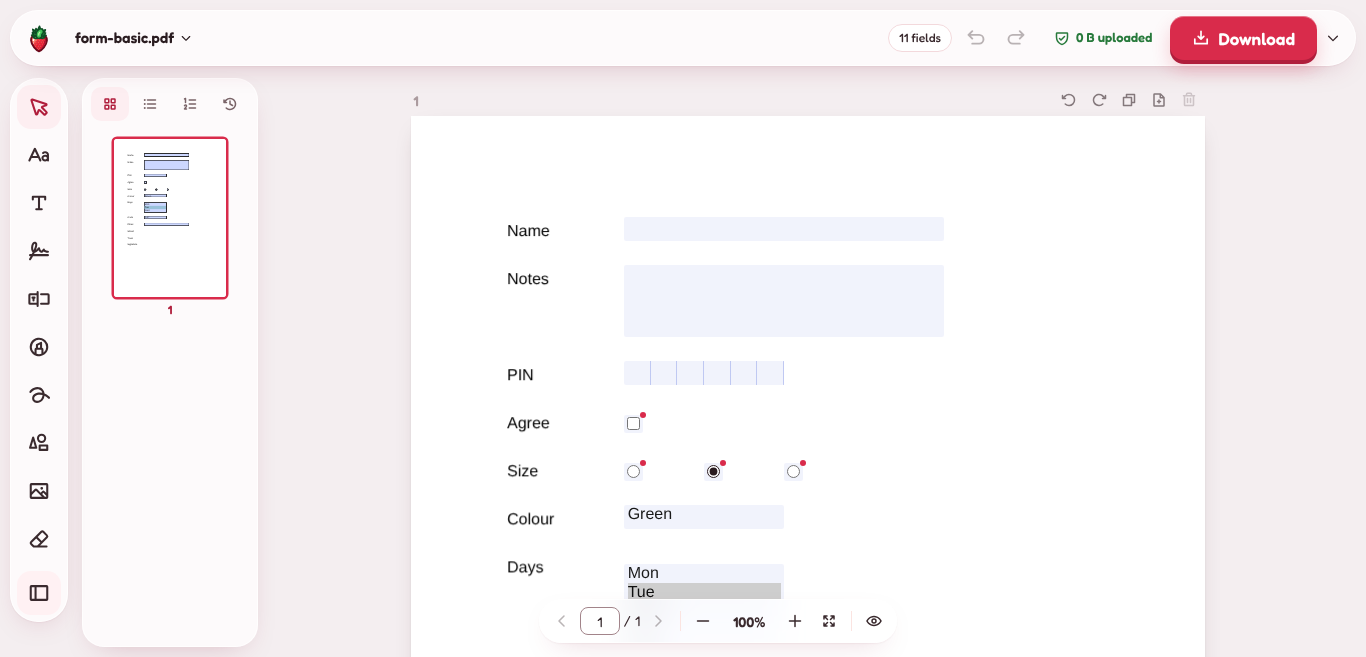 form-basic.pdf
11 fields
0 B uploaded
Download
Aa
T
1
1
Name
Notes
PIN
Agree
Size
Colour
Green
Days
Mon
Tue
1 / 1
100%